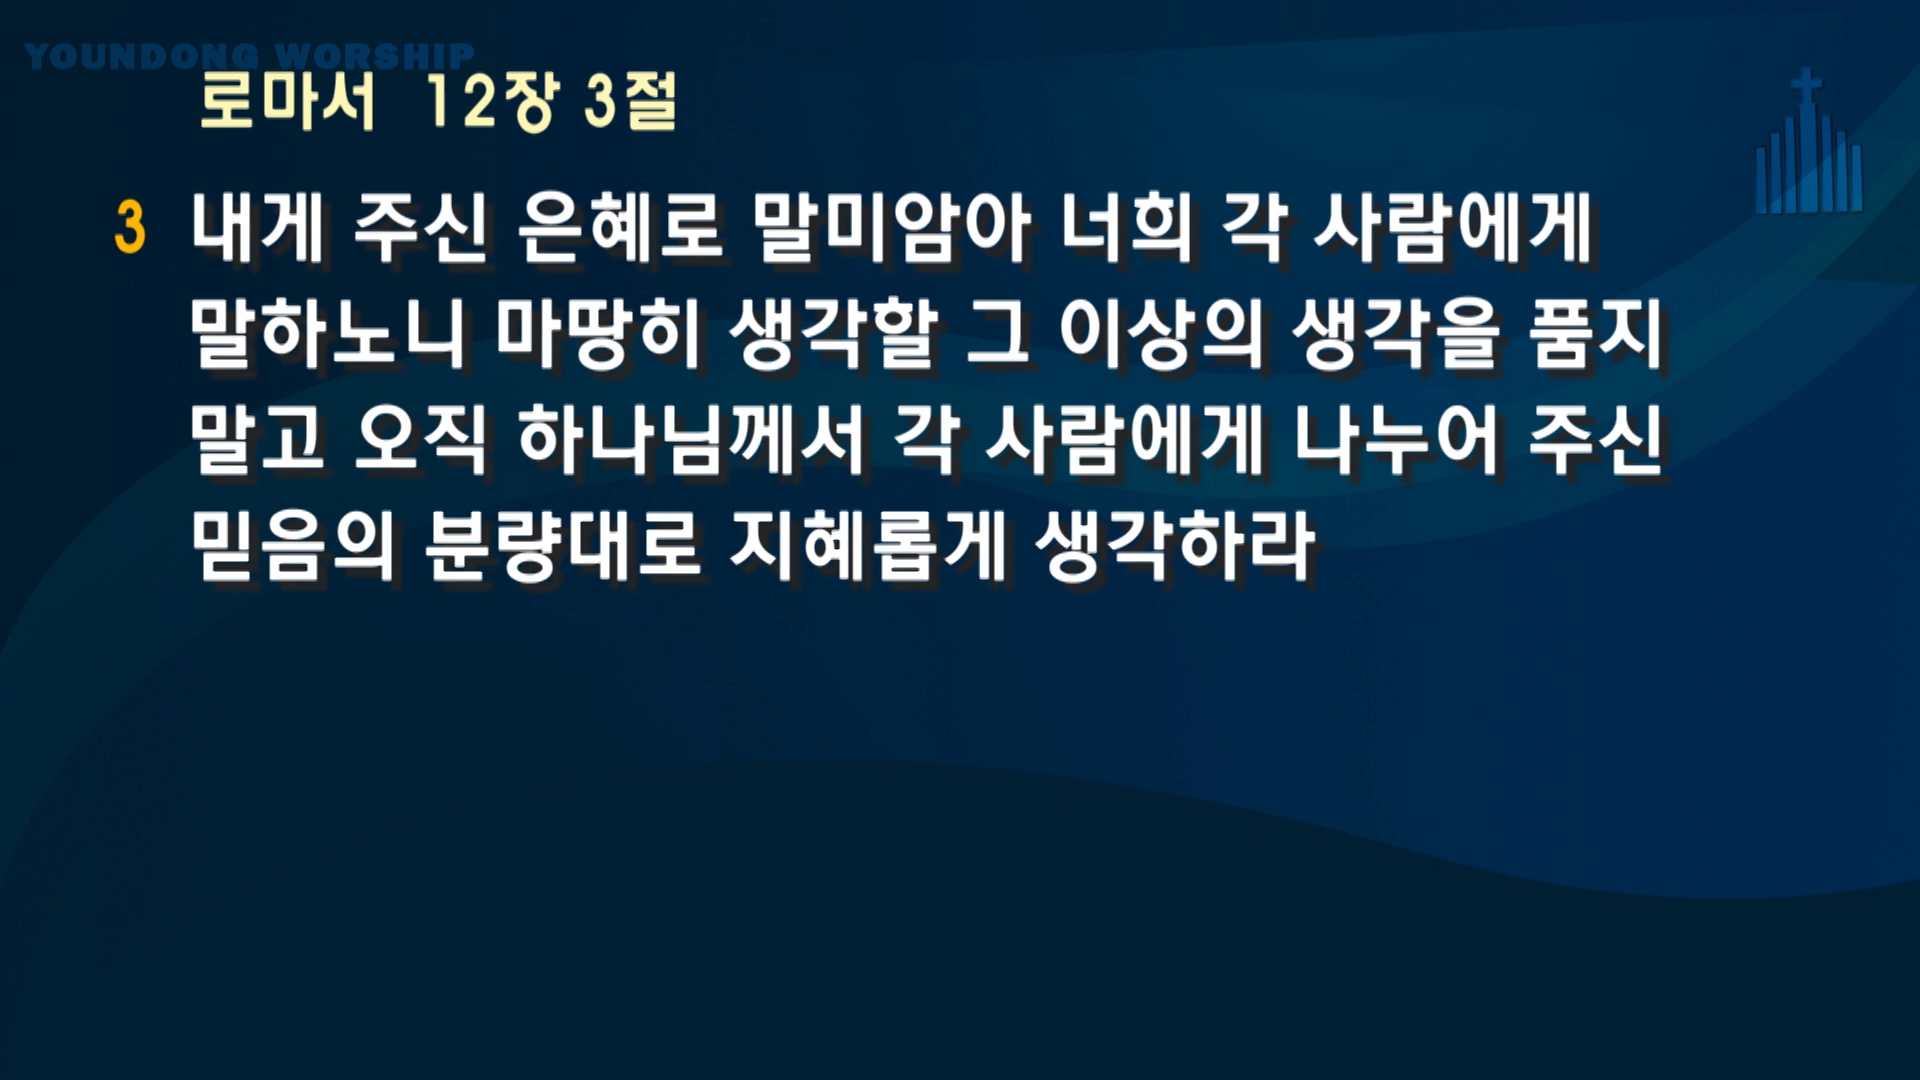 YOUNDONG WORSHIP
로마서 12장 3절
3 내게 주신 은혜로 말미암아 너희 각 사람에게
말하노니 마땅히 생각할 그 이상의 생각을 품지
말고 오직 하나님께서 각 사람에게 나누어 주신
믿음의 분량대로 지혜롭게 생각하라